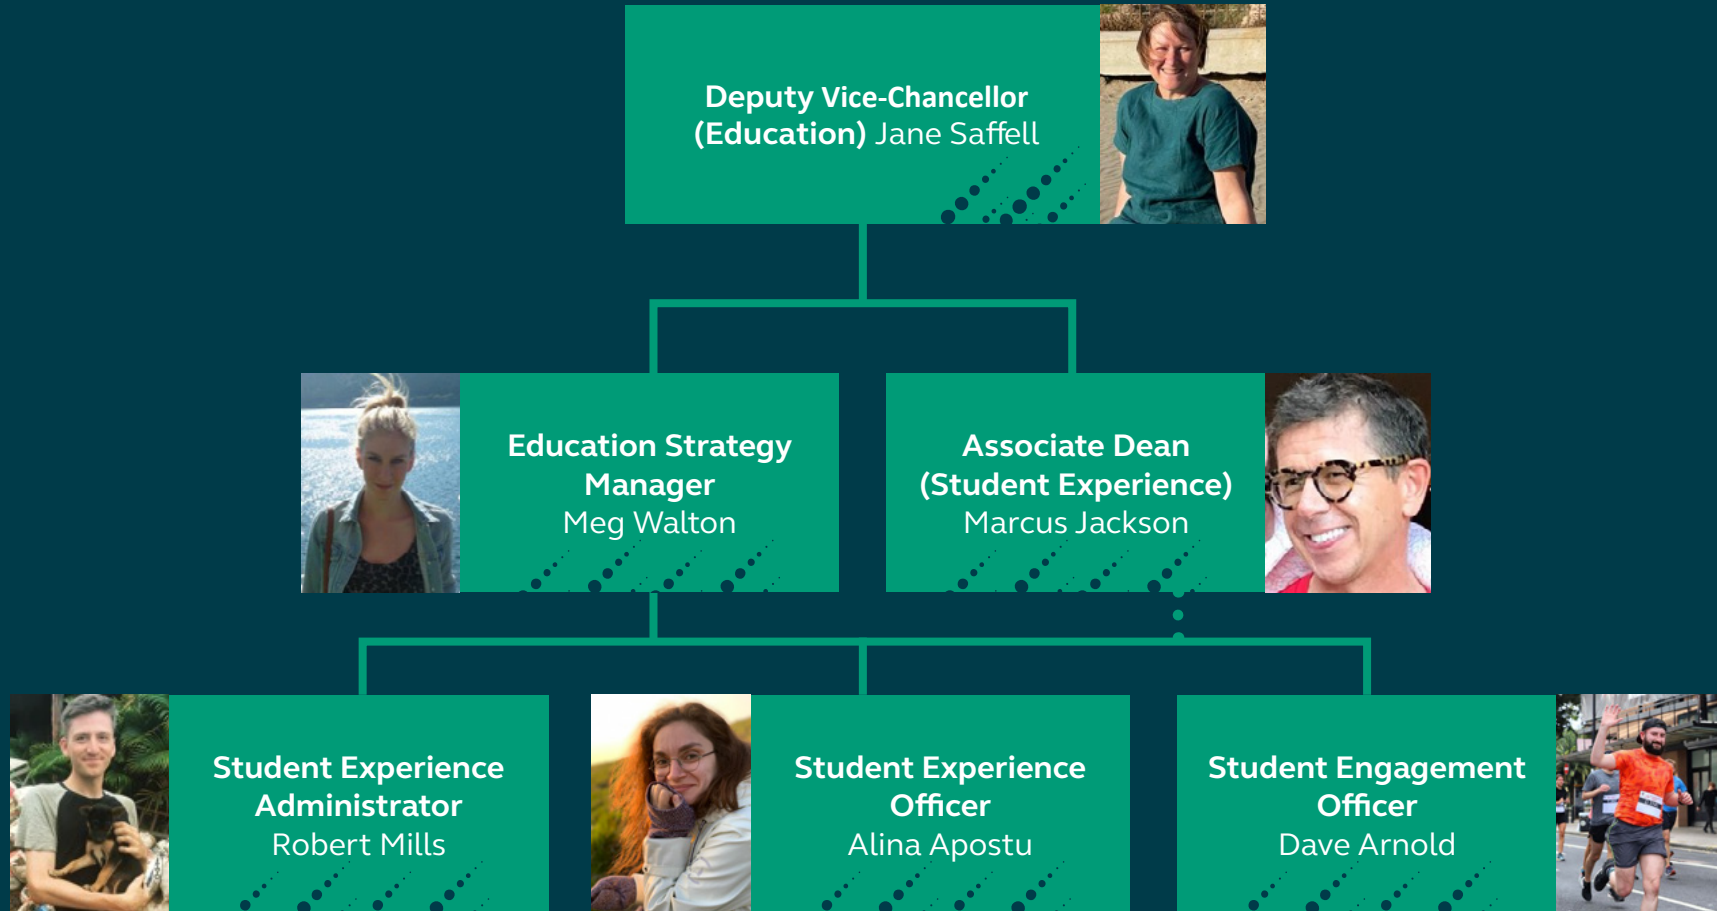 Deputy Vice-Chancellor
(Education) Jane Saffell
Education Strategy
Manager
Meg Walton
Associate Dean
(Student Experience)
Marcus Jackson
Student Experience
Administrator
Robert Mills
Student Experience
Officer
Alina Apostu
Student Engagement
Officer
Dave Arnold